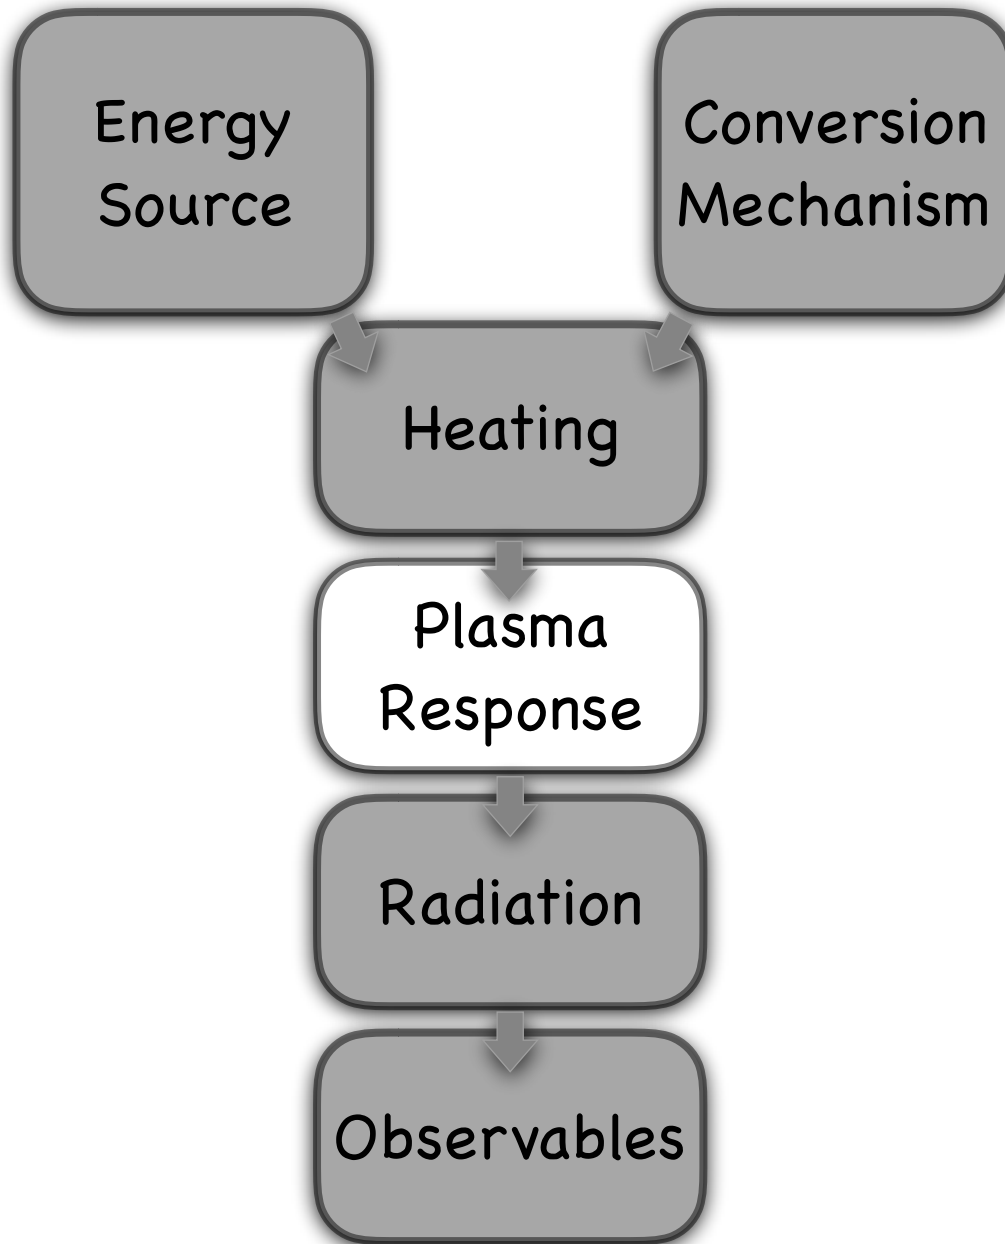 Energy
Source
Conversion
Mechanism
Heating
Plasma
Response
Radiation
Observables